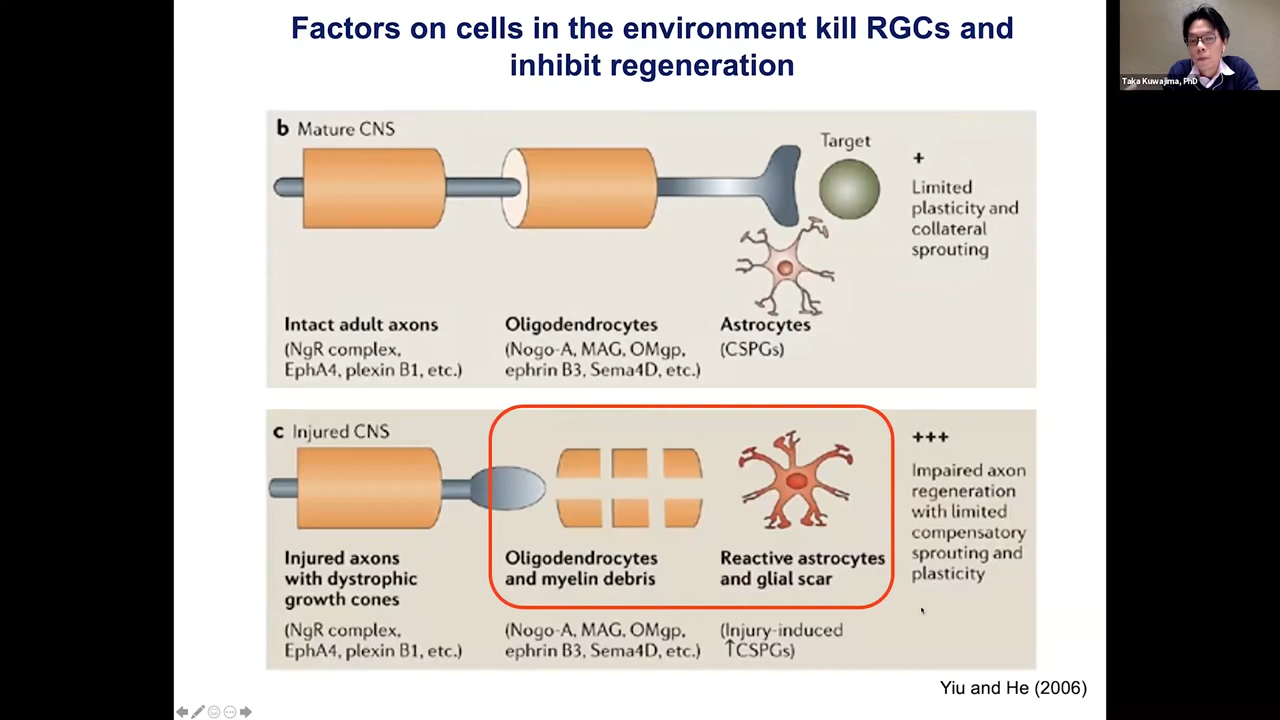 Factors on cells in the environment kill RGCs and
inhibit regeneration
Taka Kuwajima, PhD
b Mature CNS
Target
+
Limited
plasticity and
collateral
sprouting
Intact adult axons
(NgR complex,
EphA4, plexin B1, etc.)
Oligodendrocytes
(Nogo-A, MAG, OMgp,
ephrin B3, Sema4D, etc.)
Astrocytes
(CSPGs)
c Injured CNS
+++
Impaired axon
regeneration
with limited
compensatory
sprouting and
plasticity
Injured axons
with dystrophic
growth cones
(NgR complex,
EphA4, plexin B1, etc.)
Oligodendrocytes
and myelin debris
(Nogo-A, MAG, OMgp,
ephrin B3, Sema4D, etc.)
Reactive astrocytes
and glial scar
(Injury-induced
↑CSPGs)
Yiu and He (2006)